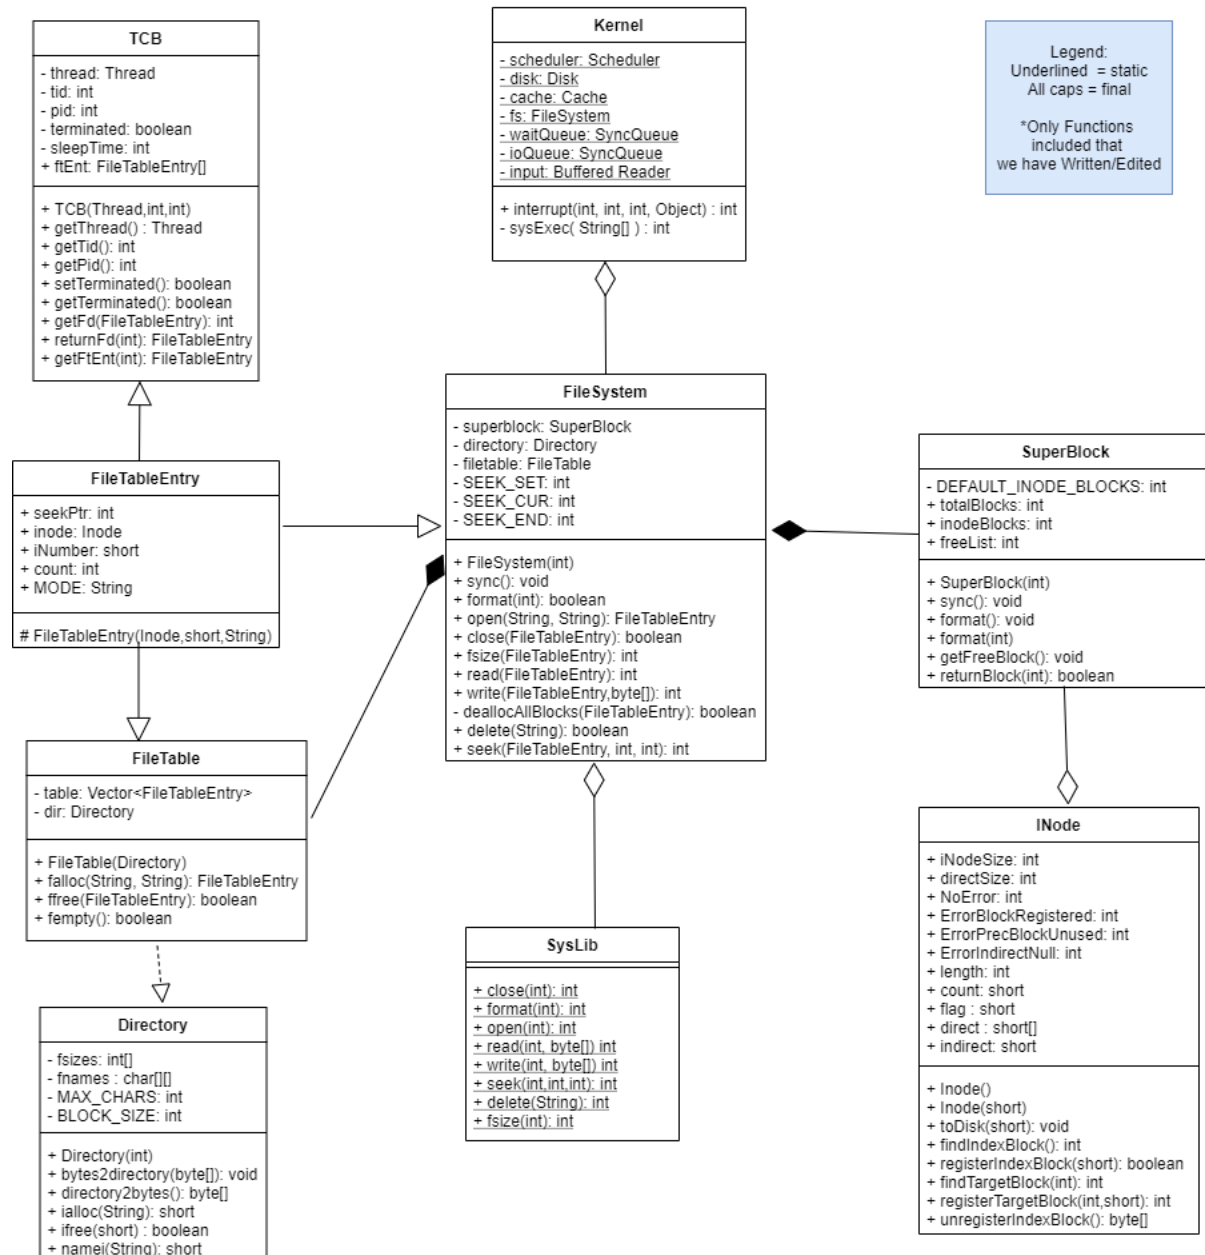 TCB
- thread: Thread
- tid: int
- pid: int
- terminated: boolean
- sleepTime: int
+ ftEnt: FileTableEntry[]
+ TCB(Thread,int,int)
+ getThread() : Thread
+ getTid(): int
+ getPid(): int
+ setTerminated(): boolean
+ getTerminated(): boolean
+ getFd(FileTableEntry): int
+ returnFd(int): FileTableEntry
+ getFtEnt(int): FileTableEntry
Kernel
- scheduler: Scheduler
- disk: Disk
- cache: Cache
- fs: FileSystem
- waitQueue: SyncQueue
- ioQueue: SyncQueue
- input: Buffered Reader
+ interrupt(int, int, int, Object) : int
- sysExec( String[] ) : int
Legend:
Underlined = static
All caps = final
*Only Functions
included that
we have Written/Edited
FileTableEntry
+ seekPtr: int
+ inode: Inode
+ iNumber: short
+ count: int
+ MODE: String
# FileTableEntry(Inode,short,String)
FileSystem
- superblock: SuperBlock
- directory: Directory
- filetable: FileTable
- SEEK_SET: int
- SEEK_CUR: int
- SEEK_END: int
+ FileSystem(int)
+ sync(): void
+ format(int): boolean
+ open(String, String): FileTableEntry
+ close(FileTableEntry): boolean
+ fsize(FileTableEntry): int
+ read(FileTableEntry): int
+ write(FileTableEntry,byte[]): int
- deallocAllBlocks(FileTableEntry): boolean
+ delete(String): boolean
+ seek(FileTableEntry, int, int): int
SuperBlock
- DEFAULT_INODE_BLOCKS: int
+ totalBlocks: int
+ inodeBlocks: int
+ freeList: int
+ SuperBlock(int)
+ sync(): void
+ format(): void
+ format(int)
+ getFreeBlock(): void
+ returnBlock(int): boolean
FileTable
- table: Vector<FileTableEntry>
- dir: Directory
+ FileTable(Directory)
+ falloc(String, String): FileTableEntry
+ ffree(FileTableEntry): boolean
+ fempty(): boolean
SysLib
+ close(int): int
+ format(int): int
+ open(int): int
+ read(int, byte[]) int
+ write(int, byte[]) int
+ seek(int,int,int): int
+ delete(String): int
+ fsize(int): int
INode
+ iNodeSize: int
+ directSize: int
+ NoError: int
+ ErrorBlockRegistered: int
+ ErrorPrecBlockUnused: int
+ ErrorIndirectNull: int
+ length: int
+ count: short
+ flag : short
+ direct : short[]
+ indirect: short
+ Inode()
+ Inode(short)
+ toDisk(short): void
+ findIndexBlock(): int
+ registerIndexBlock(short): boolean
+ findTargetBlock(int): int
+ registerTargetBlock(int,short): int
+ unregisterIndexBlock(): byte[]
Directory
- fsizes: int[]
- fnames : char[][]
- MAX_CHARS: int
- BLOCK_SIZE: int
+ Directory(int)
+ bytes2directory(byte[]): void
+ directory2bytes(): byte[]
+ ialloc(String): short
+ ifree(short) : boolean
+ namei(String): short